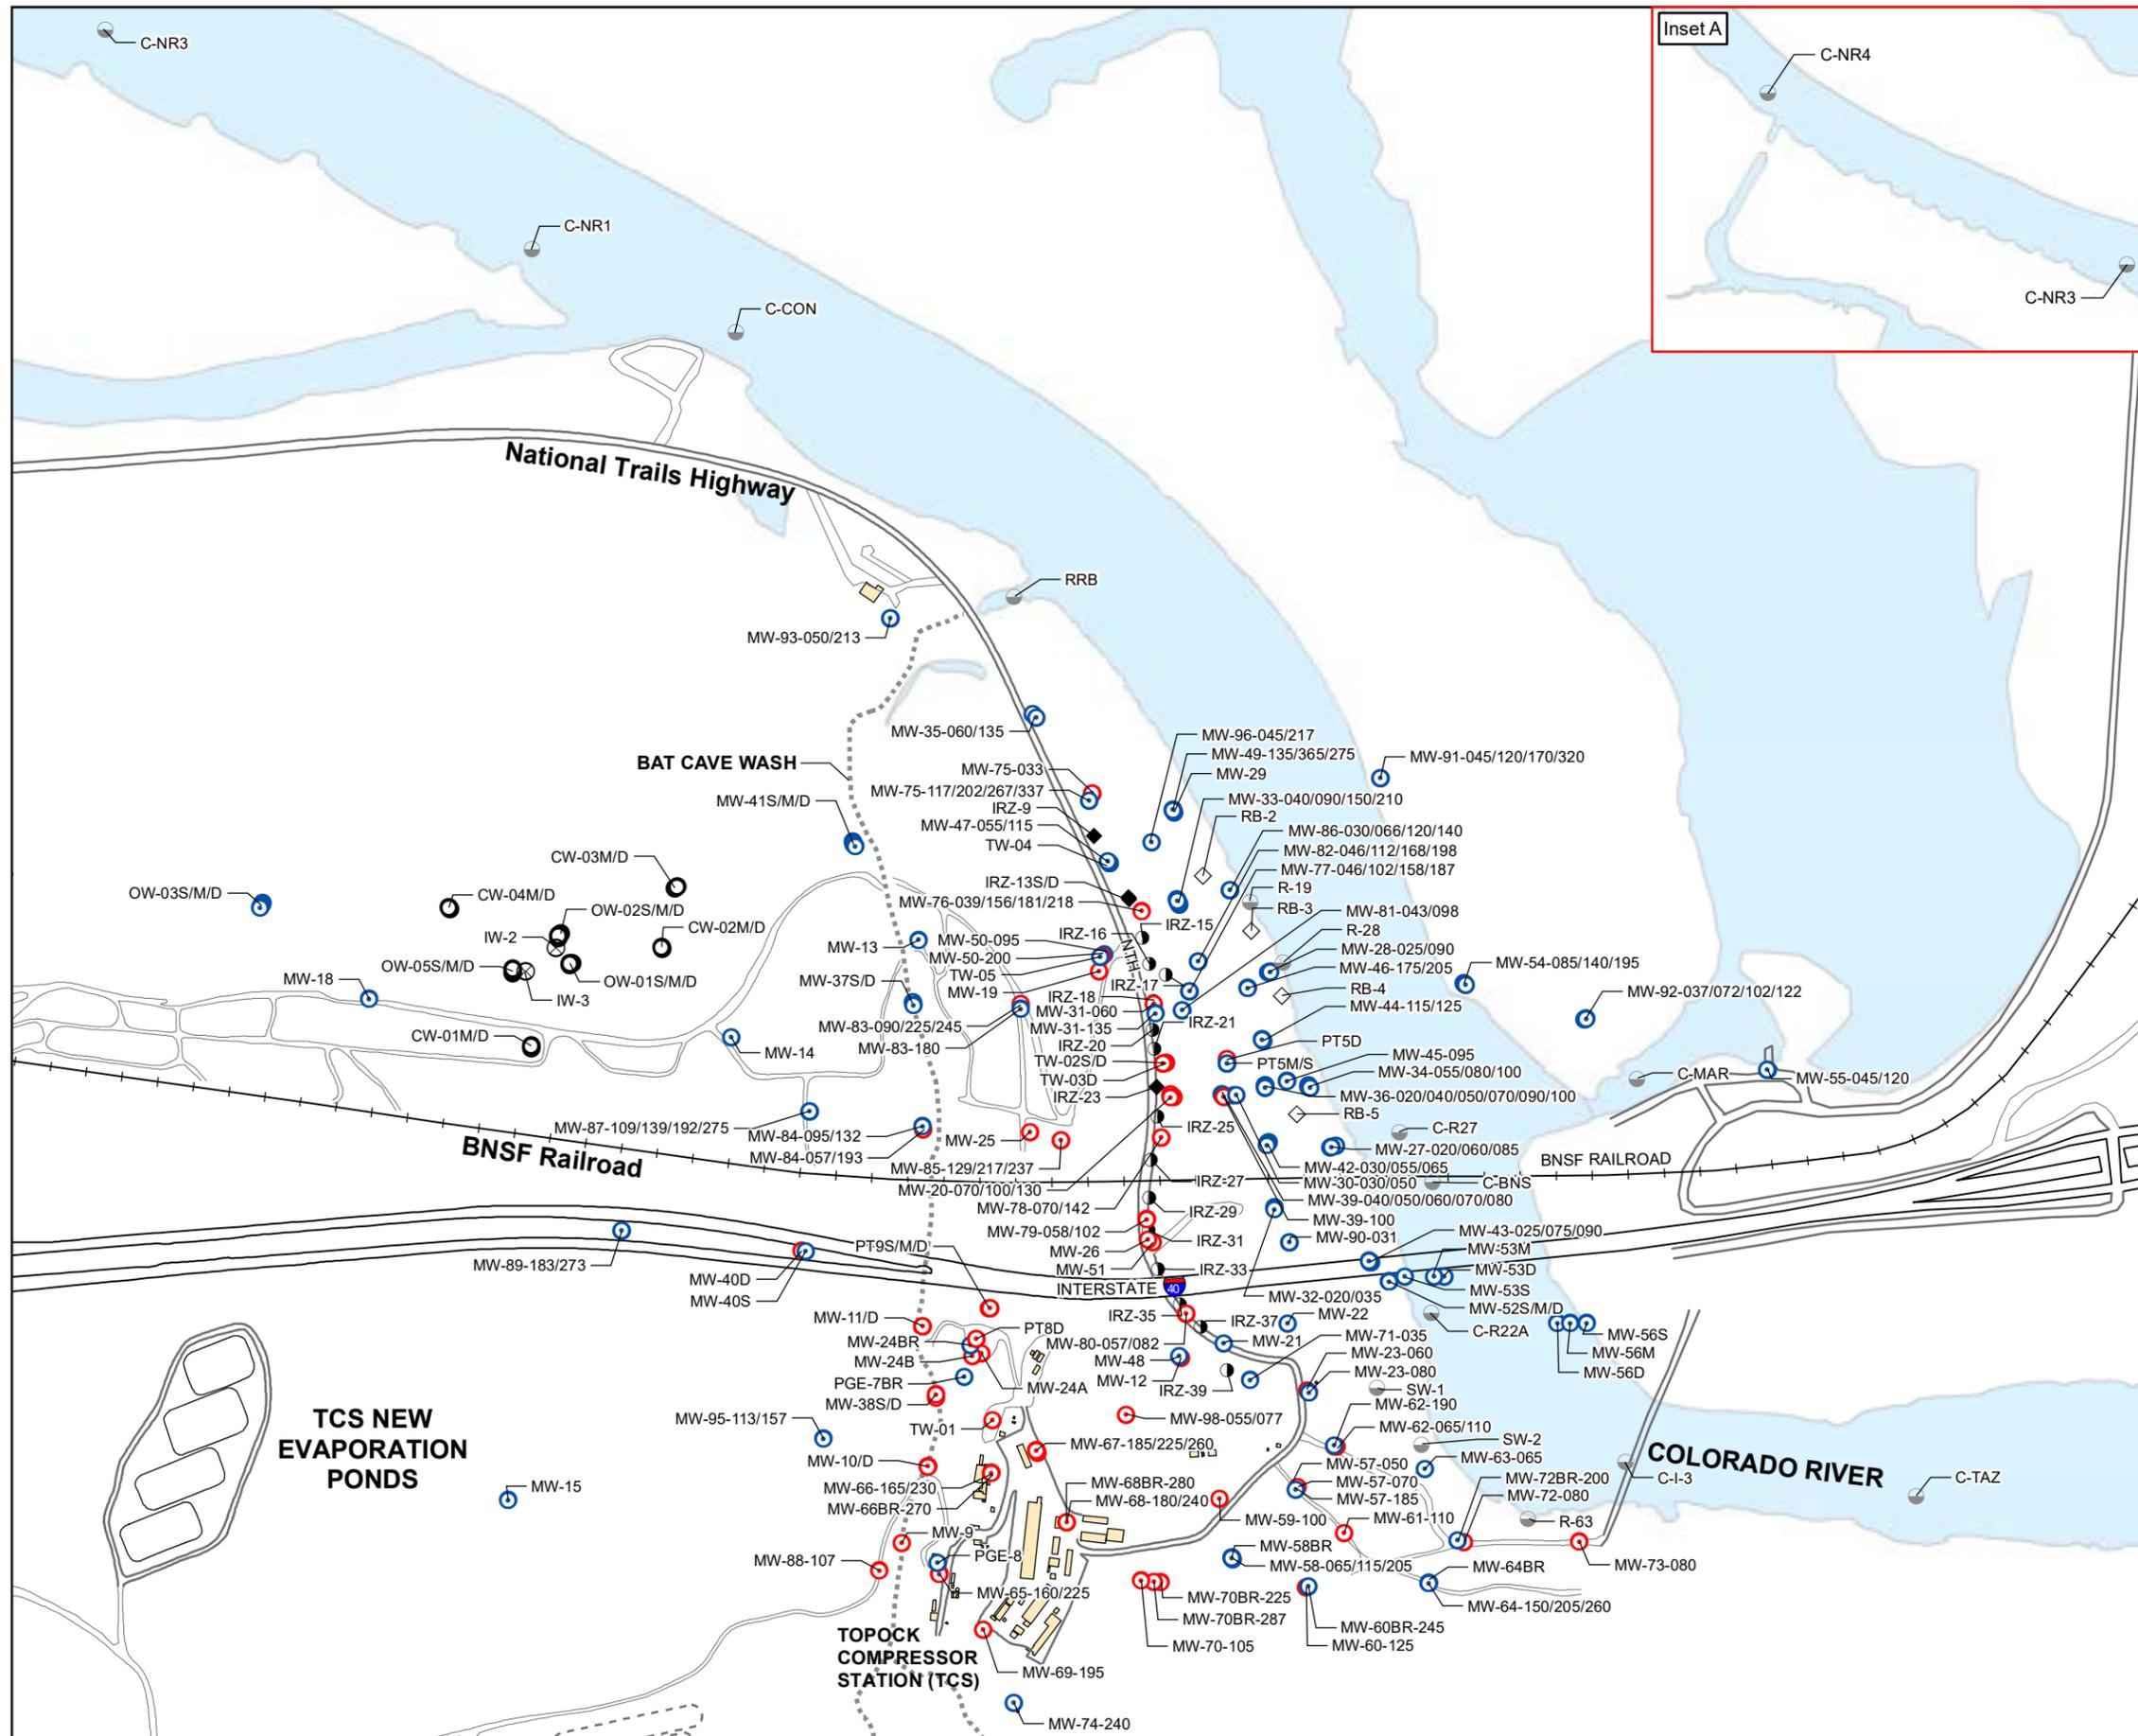 Inset A
C-NR3
C-NR4
C-NR3
C-NR1
C-CON
National Trails Highway
RRB
MW-93-050/213
MW-35-060/135
MW-96-045/217
MW-49-135/365/275
MW-29
MW-91-045/120/170/320
BAT CAVE WASH
MW-75-033
MW-75-117/202/267/337
MW-41S/M/D
IRZ-9
MW-33-040/090/150/210
RB-2
MW-47-055/115
MW-86-030/066/120/140
TW-04
MW-82-046/112/168/198
CW-03M/D
MW-77-046/102/158/187
IRZ-13S/D
R-19
OW-03S/M/D
CW-04M/D
MW-76-039/156/181/218
RB-3
OW-02S/M/D
MW-81-043/098
CW-02M/D
IRZ-15
IRZ-16
R-28
IW-2
MW-13
MW-50-095
NTH
MW-28-025/090
MW-50-200
MW-46-175/205
MW-54-085/140/195
OW-05S/M/D
OW-01S/M/D
TW-05
MW-18
MW-37S/D
IRZ-17
RB-4
MW-92-037/072/102/122
MW-19
IW-3
IRZ-18
MW-44-115/125
MW-31-060
MW-83-090/225/245
MW-31-135
IRZ-21
CW-01M/D
MW-83-180
IRZ-20
PT5D
MW-14
TW-02S/D
PT5M/S
MW-45-095
TW-03D
MW-34-055/080/100
C-MAR
MW-55-045/120
IRZ-23
MW-36-020/040/050/070/090/100
RB-5
MW-87-109/139/192/275
MW-84-095/132
MW-25
IRZ-25
C-R27
BNSF Railroad
MW-84-057/193
MW-27-020/060/085
MW-85-129/217/237
MW-42-030/055/065
BNSF RAILROAD
MW-20-070/100/130
IRZ-27
MW-30-030/050
C-BNS
MW-78-070/142
MW-39-040/050/060/070/080
IRZ-29
MW-39-100
MW-79-058/102
MW-43-025/075/090
MW-90-031
PT9S/M/D
IRZ-31
MW-26
MW-53M
MW-89-183/273
MW-51
IRZ-33
MW-53D
MW-40D
INTERSTATE
40
MW-53S
MW-40S
MW-32-020/035
MW-52S/M/D
MW-11/D
IRZ-35
IRZ-37
MW-22
C-R22A
PT8D
MW-80-057/082
MW-21
MW-71-035
MW-56S
MW-24BR
MW-56M
MW-24B
MW-48
MW-23-060
MW-56D
PGE-7BR
MW-12
MW-23-080
MW-24A
IRZ-39
SW-1
MW-38S/D
MW-62-190
TCS NEW
EVAPORATION
PONDS
MW-95-113/157
TW-01
MW-98-055/077
MW-62-065/110
MW-67-185/225/260
SW-2
COLORADO RIVER
MW-10/D
MW-63-065
MW-57-050
MW-15
MW-66-165/230
MW-68BR-280
MW-57-070
MW-72BR-200
C-I-3
C-TAZ
MW-66BR-270
MW-68-180/240
MW-57-185
MW-72-080
MW-59-100
MW-61-110
R-63
MW-9
MW-58BR
PGE-8
MW-88-107
MW-58-065/115/205
MW-64BR
MW-73-080
MW-65-160/225
MW-70BR-225
MW-64-150/205/260
MW-70BR-287
MW-60BR-245
TOPOCK
COMPRESSOR
STATION (TCS)
MW-70-105
MW-60-125
MW-69-195
MW-74-240